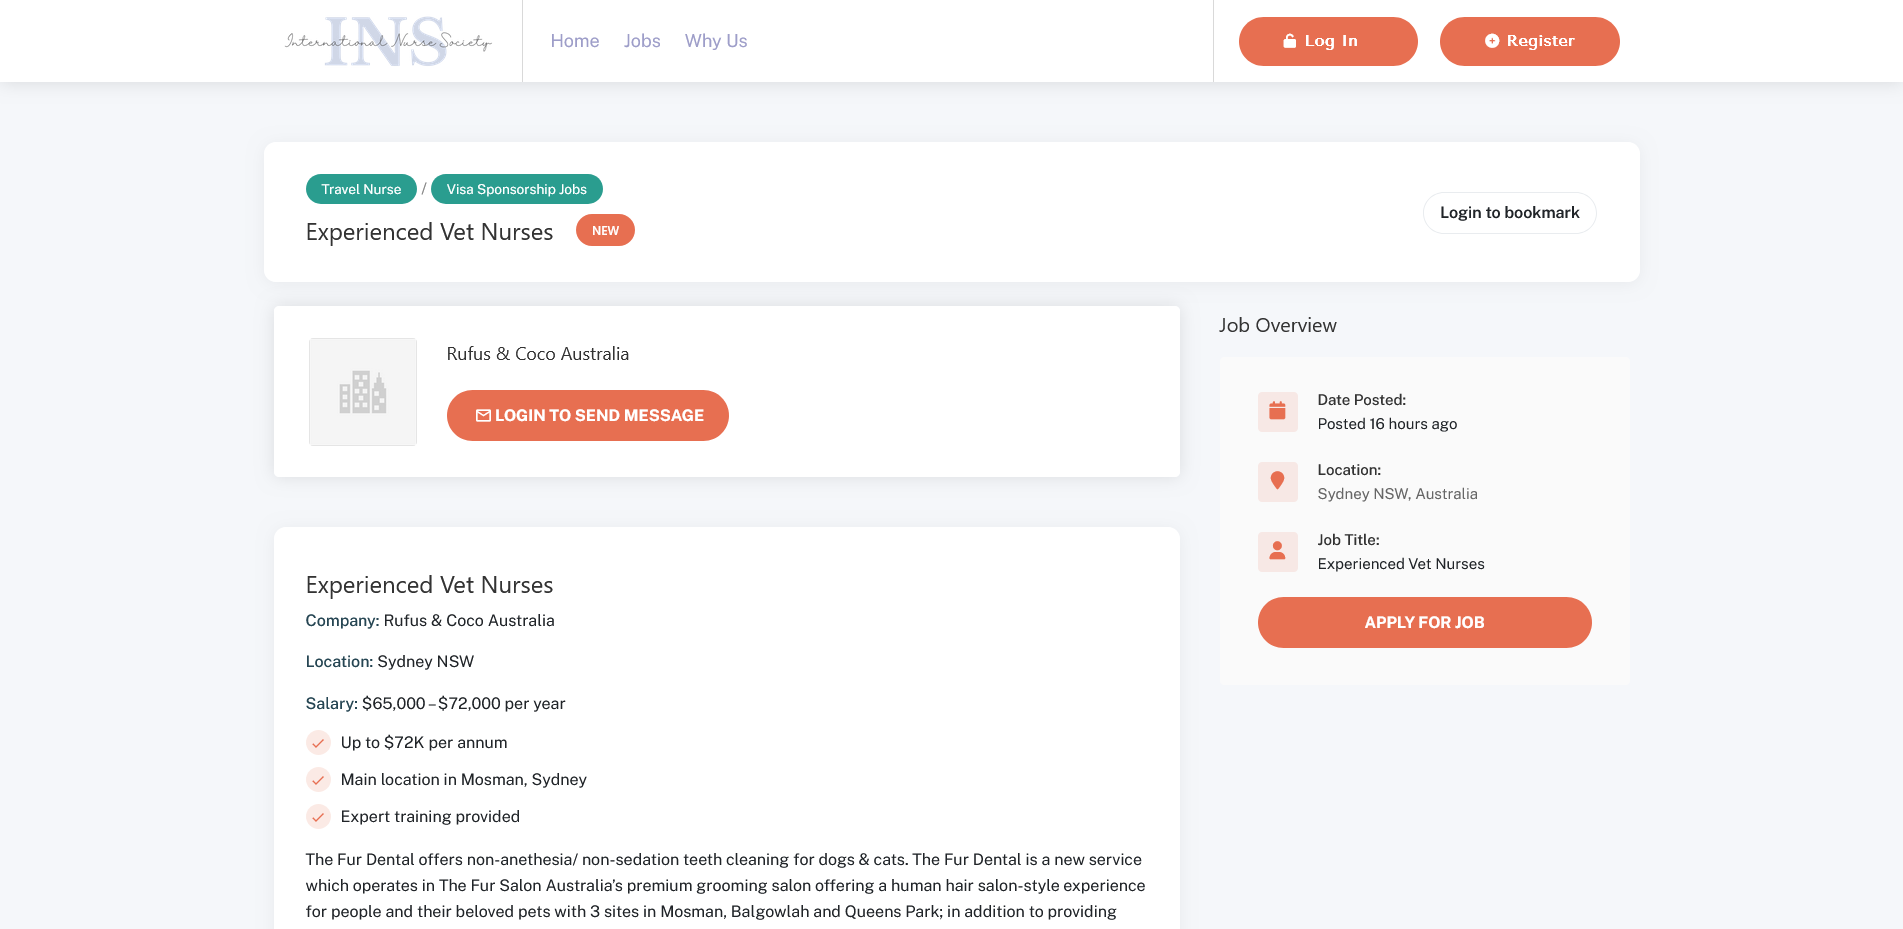 INS
International Nurse Society
Home Jobs Why Us
Log In
Register
Travel Nurse / Visa Sponsorship Jobs
Experienced Vet Nurses NEW
Login to bookmark
Rufus & Coco Australia
LOGIN TO SEND MESSAGE
Job Overview
Date Posted:
Posted 16 hours ago
Location:
Sydney NSW, Australia
Job Title:
Experienced Vet Nurses
APPLY FOR JOB
Experienced Vet Nurses
Company: Rufus & Coco Australia
Location: Sydney NSW
Salary: $65,000 – $72,000 per year
Up to $72K per annum
Main location in Mosman, Sydney
Expert training provided
The Fur Dental offers non-anethesia/ non-sedation teeth cleaning for dogs & cats. The Fur Dental is a new service
which operates in The Fur Salon Australia’s premium grooming salon offering a human hair salon-style experience
for people and their beloved pets with 3 sites in Mosman, Balgowlah and Queens Park; in addition to providing